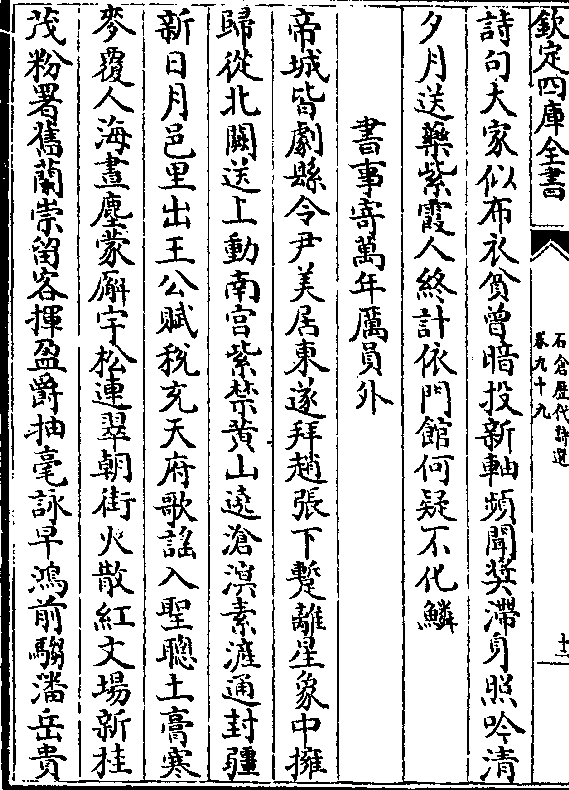 欽定四庫全書
石倉歴代詩選
卷九十九
十二
詩句大家似布衣貧曾暗投新軸頻聞奬滯身照吟清
夕月送藥紫霞人終計依門館何疑不化鱗
書事寄萬年厲員外
帝城皆劇縣令尹美居東遂拜趙張下蹔離星象中擁
歸從北闕送上動南宫紫禁黄山遶滄溟素滻通封疆
新日月邑里出王公賦稅充天府歌謡入聖聰土膏寒
麥覆人海晝塵蒙廨宇松連翠朝街火散紅文場新桂
茂粉署舊蘭崇留客揮盈爵抽毫詠早鴻前騶潘岳貴